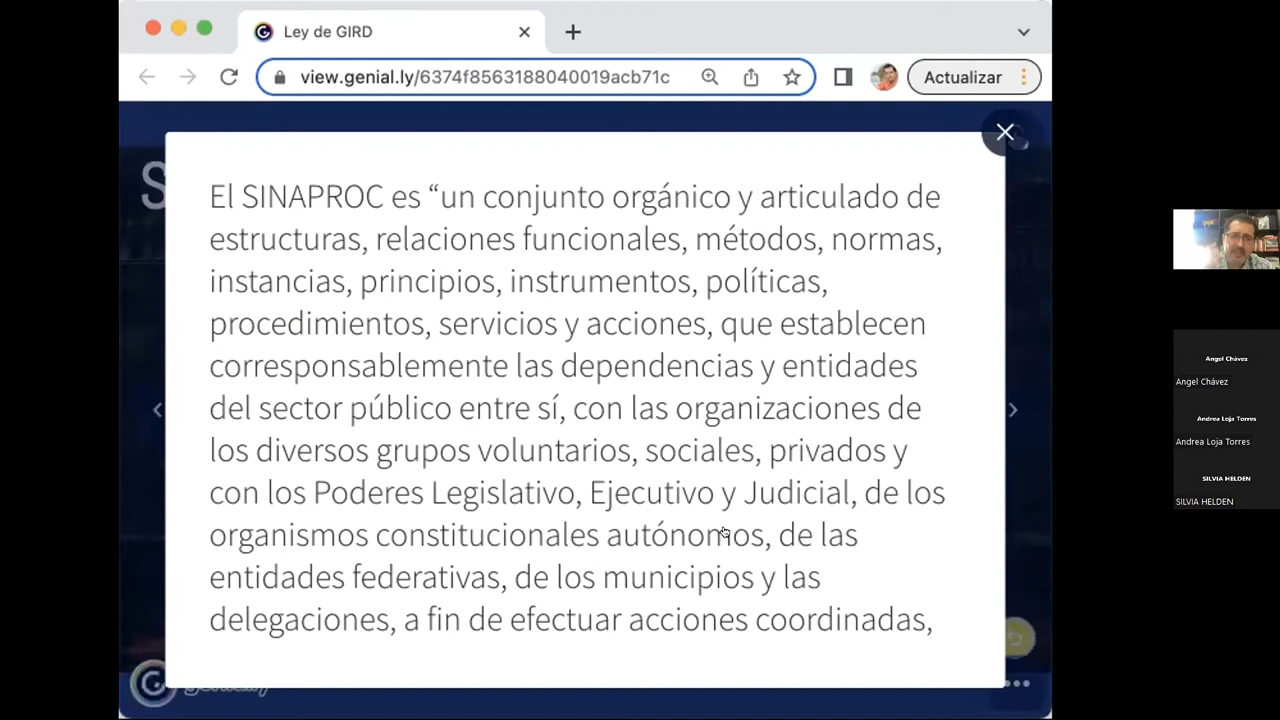 Ley de GIRD
view.genial.ly/6374f8563188040019acb71c
Actualizar
S
El SINAPROC es “un conjunto orgánico y articulado de
estructuras, relaciones funcionales, métodos, normas,
instancias, principios, instrumentos, políticas,
procedimientos, servicios y acciones, que establecen
corresponsablemente las dependencias y entidades
del sector público entre sí, con las organizaciones de
los diversos grupos voluntarios, sociales, privados y
con los Poderes Legislativo, Ejecutivo y Judicial, de los
organismos constitucionales autónomos, de las
entidades federativas, de los municipios y las
delegaciones, a fin de efectuar acciones coordinadas,
Angel Chávez
Angel Chávez
Andrea Loja Torres
Andrea Loja Torres
SILVIA HELDEN
SILVIA HELDEN